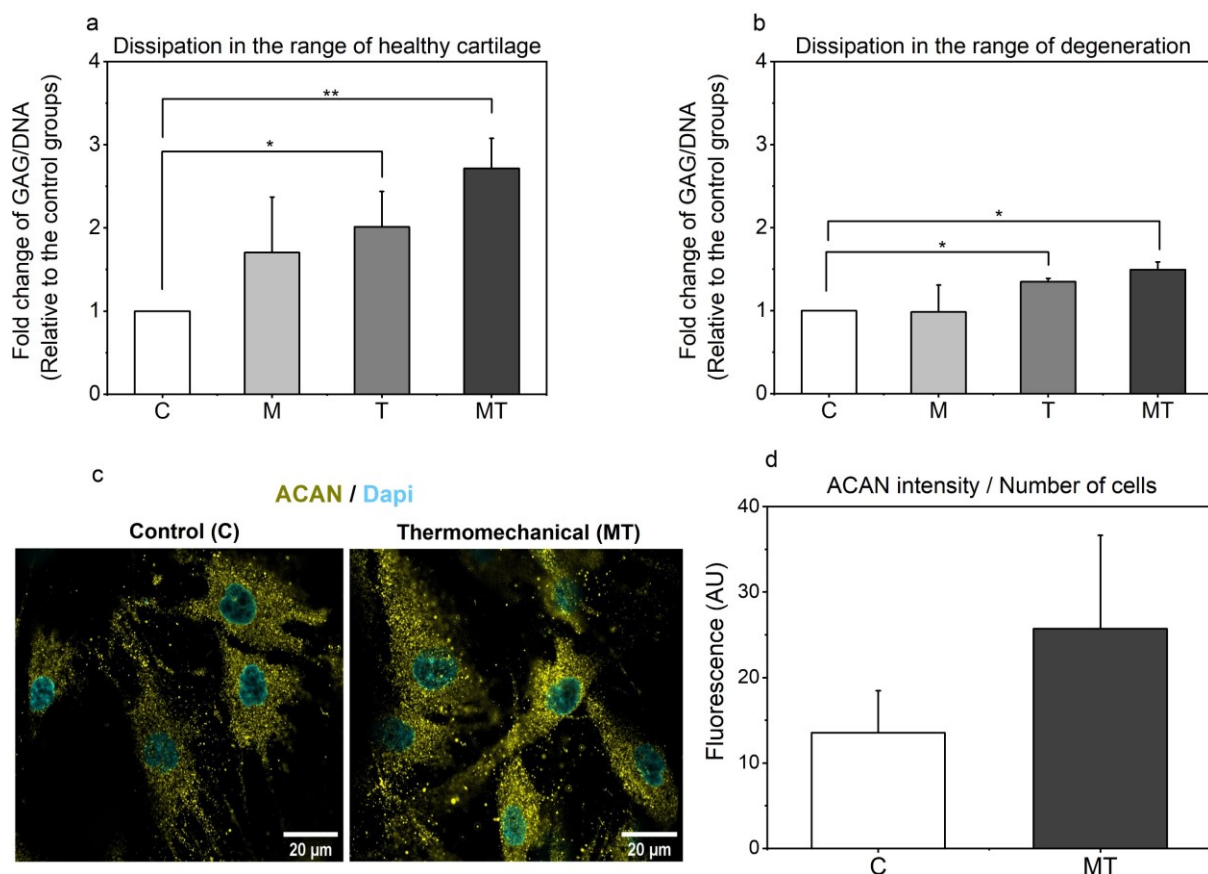 a
Dissipation in the range of healthy cartilage
Fold change of GAG/DNA
(Relative to the control groups)
4
3
2
1
0
**
*
C M T MT
b
Dissipation in the range of degeneration
Fold change of GAG/DNA
(Relative to the control groups)
4
3
2
1
0
*
*
C M T MT
c
ACAN / Dapi
Control (C)
Thermomechanical (MT)
20 µm
20 µm
d
ACAN intensity / Number of cells
Fluorescence (AU)
40
30
20
10
0
C MT